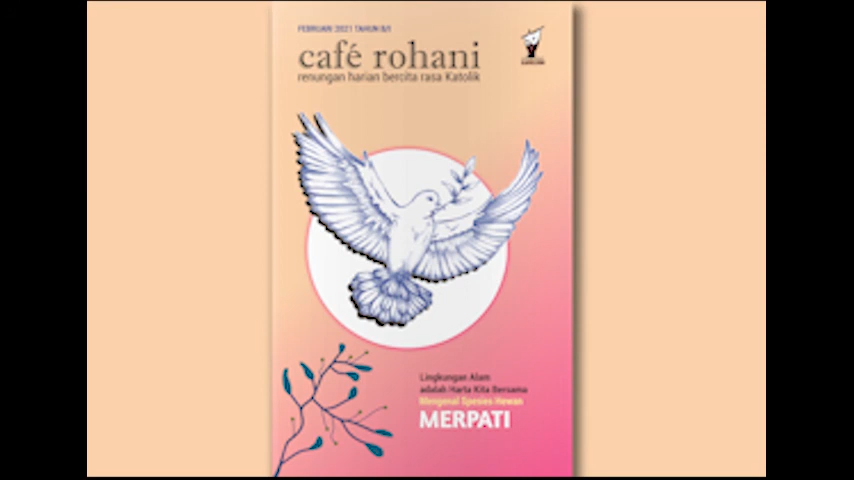 FEBRUARI 2021 TAHUN 8/I
café rohani
renungan harian bercita rasa Katolik
Lingkungan Alam
adalah Harta Kita Bersama
Mengenal Spesies Hewan
MERPATI